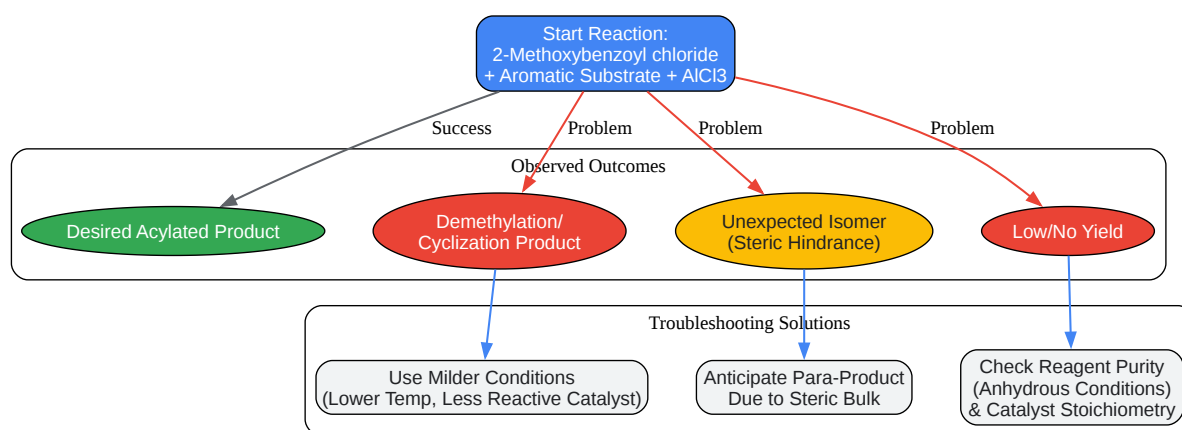 Start Reaction:
2-Methoxybenzoyl chloride
+ Aromatic Substrate + AlCl3
Success
Problem
Problem
Problem
Observed Outcomes
Desired Acylated Product
Demethylation/
Cyclization Product
Unexpected Isomer
(Steric Hindrance)
Low/No Yield
Troubleshooting Solutions
Use Milder Conditions
(Lower Temp, Less Reactive Catalyst)
Anticipate Para-Product
Due to Steric Bulk
Check Reagent Purity
(Anhydrous Conditions)
& Catalyst Stoichiometry